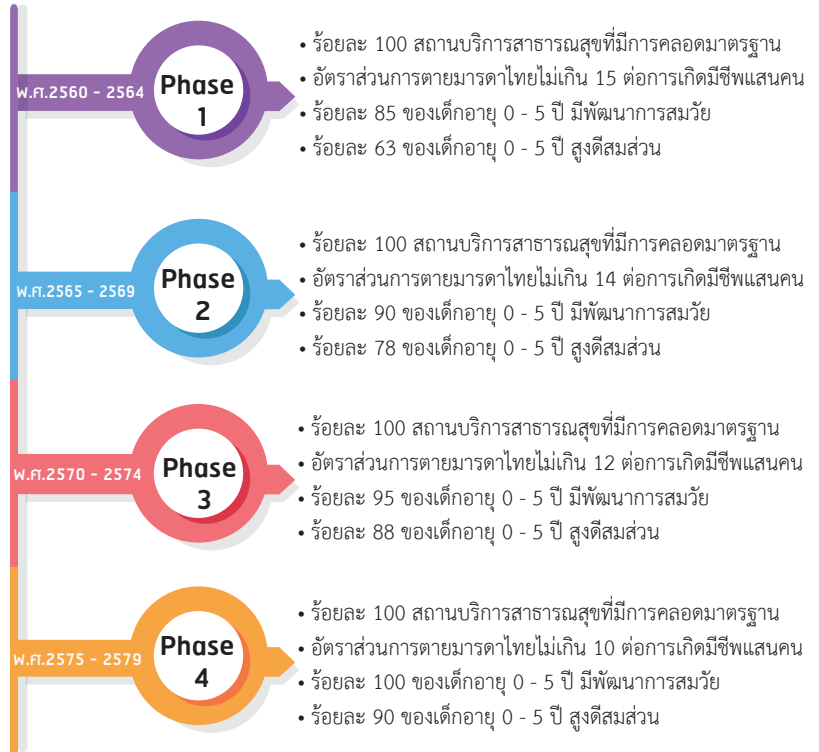 พ.ศ.2560 - 2564
Phase
1
• ร้อยละ 100 สถานบริการสาธารณสุขที่มีการคลอดมาตรฐาน
• อัตราส่วนการตายมารดาไทยไม่เกิน 15 ต่อการเกิดมีชีพแสนคน
• ร้อยละ 85 ของเด็กอายุ 0 - 5 ปี มีพัฒนาการสมวัย
• ร้อยละ 63 ของเด็กอายุ 0 - 5 ปี สูงดีสมส่วน
พ.ศ.2565 - 2569
Phase
2
• ร้อยละ 100 สถานบริการสาธารณสุขที่มีการคลอดมาตรฐาน
• อัตราส่วนการตายมารดาไทยไม่เกิน 14 ต่อการเกิดมีชีพแสนคน
• ร้อยละ 90 ของเด็กอายุ 0 - 5 ปี มีพัฒนาการสมวัย
• ร้อยละ 78 ของเด็กอายุ 0 - 5 ปี สูงดีสมส่วน
พ.ศ.2570 - 2574
Phase
3
• ร้อยละ 100 สถานบริการสาธารณสุขที่มีการคลอดมาตรฐาน
• อัตราส่วนการตายมารดาไทยไม่เกิน 12 ต่อการเกิดมีชีพแสนคน
• ร้อยละ 95 ของเด็กอายุ 0 - 5 ปี มีพัฒนาการสมวัย
• ร้อยละ 88 ของเด็กอายุ 0 - 5 ปี สูงดีสมส่วน
พ.ศ.2575 - 2579
Phase
4
• ร้อยละ 100 สถานบริการสาธารณสุขที่มีการคลอดมาตรฐาน
• อัตราส่วนการตายมารดาไทยไม่เกิน 10 ต่อการเกิดมีชีพแสนคน
• ร้อยละ 100 ของเด็กอายุ 0 - 5 ปี มีพัฒนาการสมวัย
• ร้อยละ 90 ของเด็กอายุ 0 - 5 ปี สูงดีสมส่วน